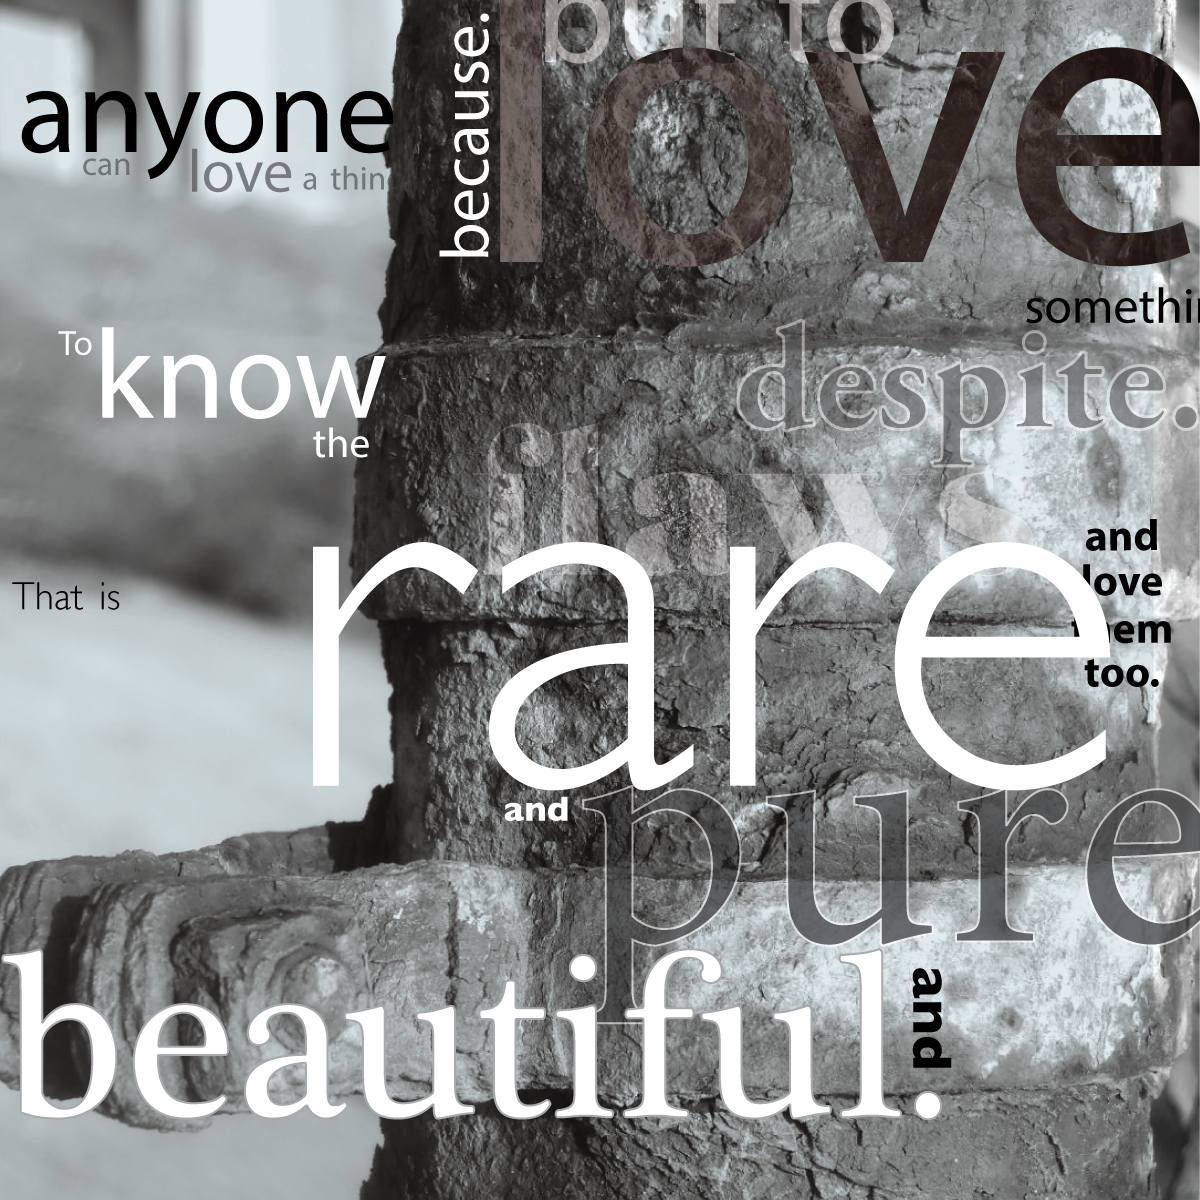 anyone
can love a thing
because.
but to
love
somethin
despite.
To know
the
flaws
and
love
them
too.
That is
rare
and pure
and
beautiful.